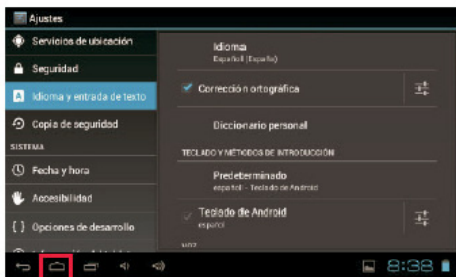 Ajustes
Servicios de ubicación
Seguridad
Idioma y entrada de texto
Copia de seguridad
SISTEMA
Fecha y hora
Accesibilidad
{ } Opciones de desarrollo
Idioma
Español (España)
Corrección ortográfica
Diccionario personal
TECLADO Y MÉTODOS DE INTRODUCCIÓN
Predeterminado
español - Teclado de Android
Teclado de Android
español
8:38